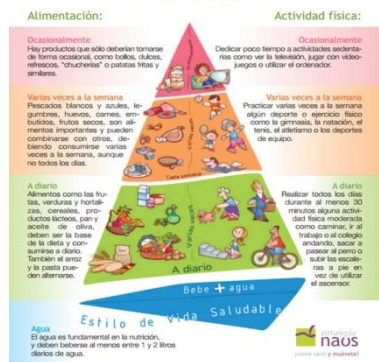 Alimentación:
Actividad física:
Ocasionalmente
Hay productos que sólo deberían tomarse
de forma ocasional, como bollos, dulces,
refrescos, "chucherías" o patatas fritas y
similares.
Ocasionalmente
Dedicar poco tiempo a actividades sedenta-
rias como ver la televisión, jugar con video-
juegos o utilizar el ordenador.
Varias veces a la semana
Pescados blancos y azules, le-
gumbres, huevos, carnes, em-
butidos, frutos secos, son ali-
mentos importantes y pueden
combinarse con otros, de-
biendo consumirse varias
veces a la semana, aunque
no todos los días.
Varias veces a la semana
Practicar varias veces a la semana
algún deporte o ejercicio físico
como la gimnasia, la natación, el
tenis, el atletismo o los deportes
de equipo.
Cada semana
A diario
Alimentos como las fru-
tas, verduras y hortali-
zas, cereales, pro-
ductos lácteos, pan y
aceite de oliva,
deben ser la base
de la dieta y con-
sumirse a diario.
También el arroz
y la pasta pue-
den alternarse.
A diario
Realizar todos los días
durante al menos 30
minutos alguna activi-
dad física moderada
como caminar, ir al
trabajo o al colegio
andando, sacar a
pasear al perro o
subir las escale-
ras a pie en
vez de utilizar
el ascensor.
Varias veces
A diario
Bebe + agua
Estilo de Vida Saludable
Agua
El agua es fundamental en la nutrición,
y deben beberse al menos entre 1 y 2 litros
diarios de agua.
estrategia
naos
¡come sano y muévete!